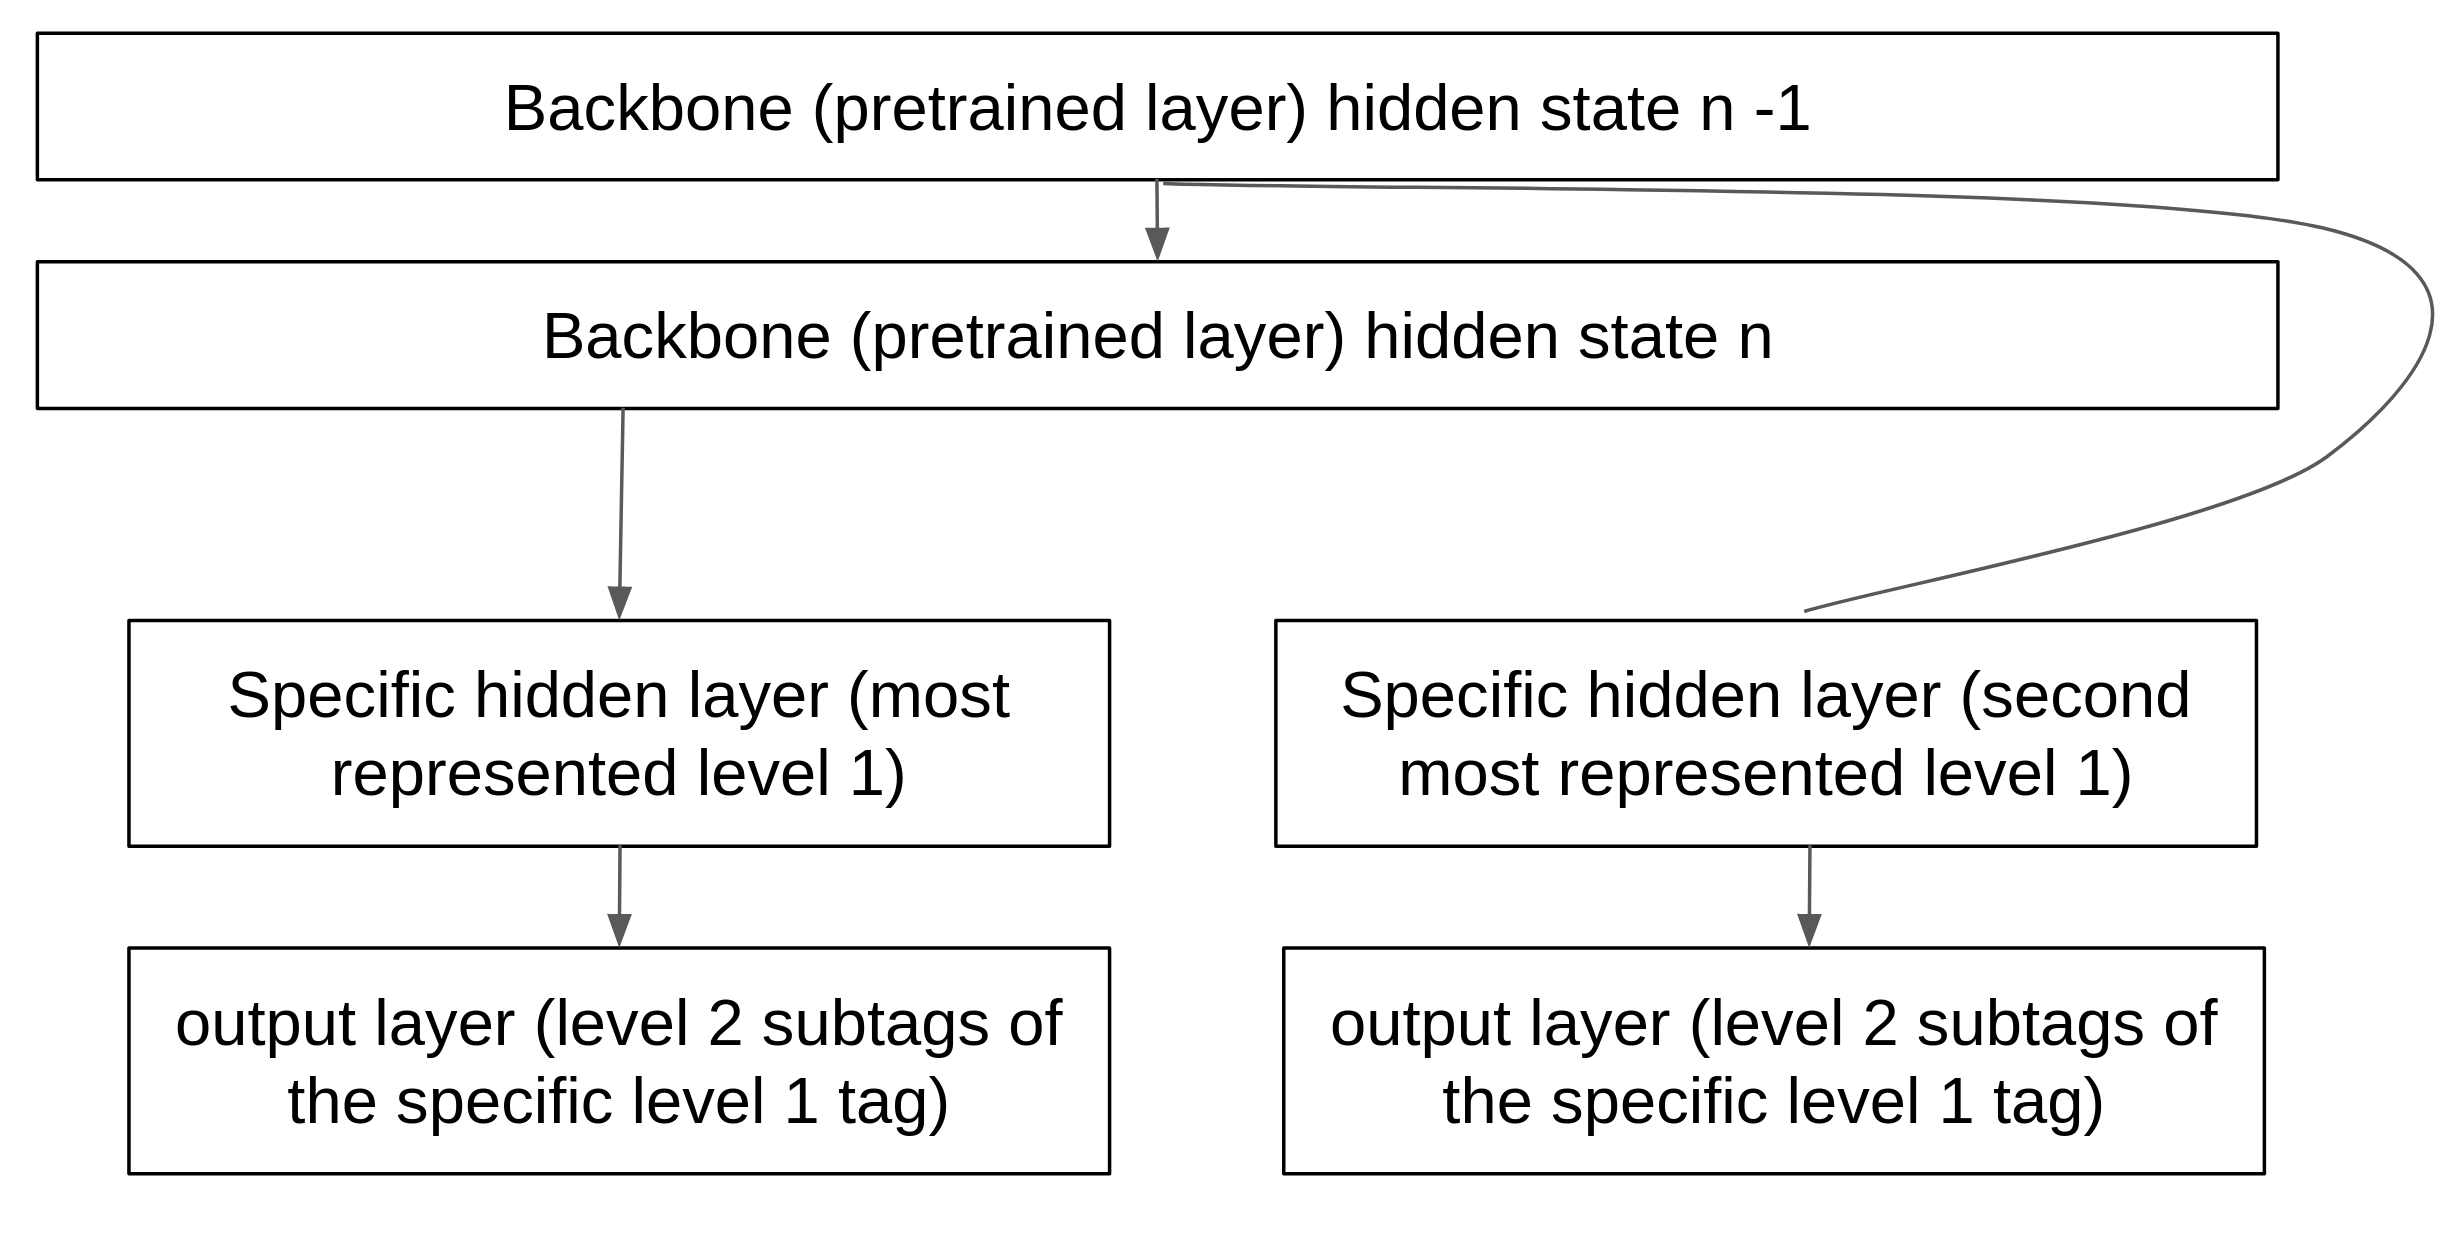 Backbone (pretrained layer) hidden state n -1
Backbone (pretrained layer) hidden state n
Specific hidden layer (most
represented level 1)
Specific hidden layer (second
most represented level 1)
output layer (level 2 subtags of
the specific level 1 tag)
output layer (level 2 subtags of
the specific level 1 tag)